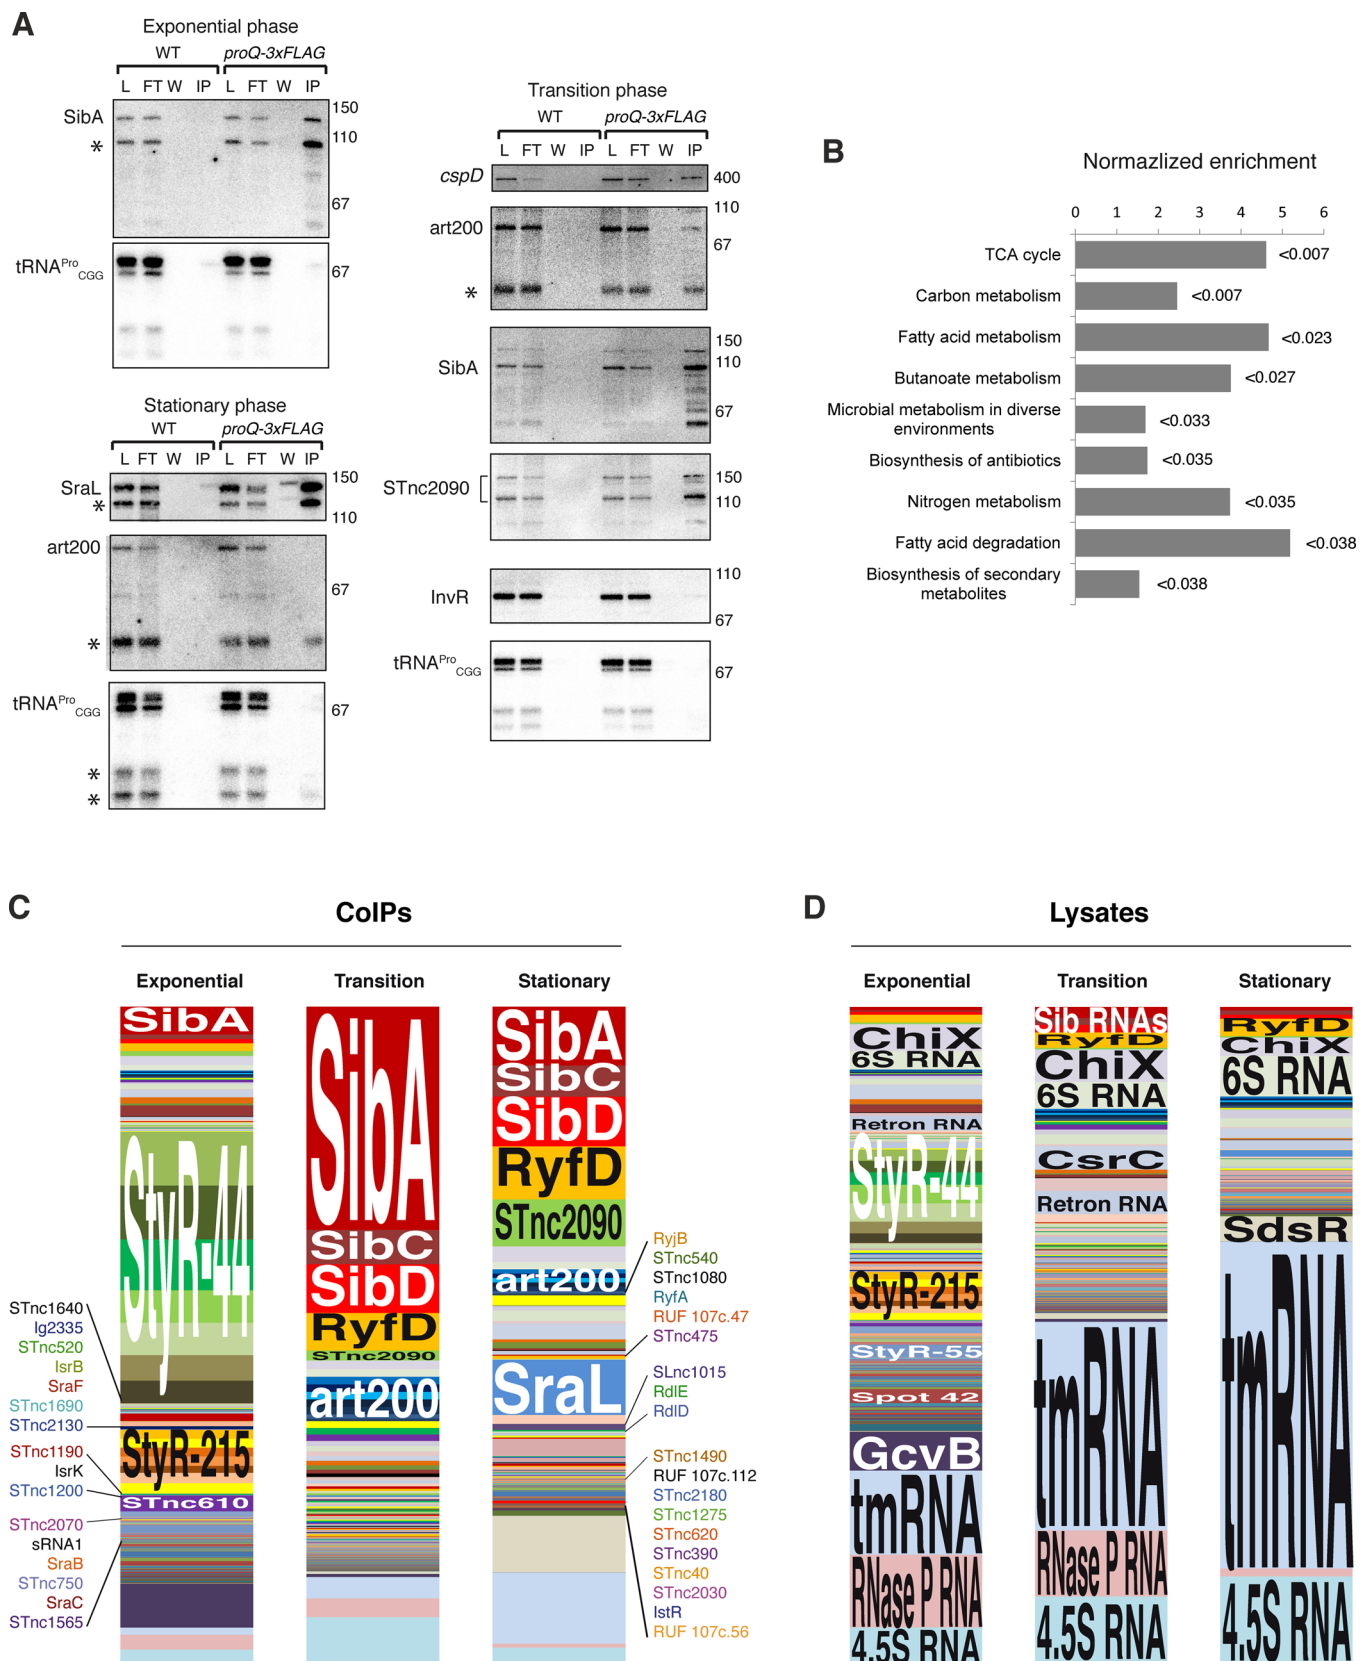 A
Exponential phase
WT proQ-3xFLAG
L FT W IP L FT W IP
SibA
*
150
110
67
tRNAPro CGG
67
Stationary phase
WT proQ-3xFLAG
L FT W IP L FT W IP
SraL
*
150
110
art200
67
*
tRNAPro CGG
67
*
*
Transition phase
WT proQ-3xFLAG
L FT W IP L FT W IP
cspD
400
art200
110
67
*
SibA
150
110
67
STnc2090
150
110
InvR
110
67
tRNAPro CGG
67
B
Normazlized enrichment
0 1 2 3 4 5 6
TCA cycle <0.007
Carbon metabolism <0.007
Fatty acid metabolism <0.023
Butanoate metabolism <0.027
Microbial metabolism in diverse
environments <0.033
Biosynthesis of antibiotics <0.035
Nitrogen metabolism <0.035
Fatty acid degradation <0.038
Biosynthesis of secondary
metabolites <0.038
C
CoIPs
Exponential
SibA
StyR-44
StyR-215
STnc610
STnc1640
Ig2335
STnc520
IsrB
SraF
STnc1690
STnc2130
STnc1190
IsrK
STnc1200
STnc2070
sRNA1
SraB
STnc750
SraC
STnc1565
Transition
SibA
SibC
SibD
RyfD
STnc2090
art200
Stationary
SibA
SibC
SibD
RyfD
STnc2090
art200
SraL
RyjB
STnc540
STnc1080
RyfA
RUF 107c.47
STnc475
SLnc1015
RdlE
RdlD
STnc1490
RUF 107c.112
STnc2180
STnc1275
STnc620
STnc390
STnc40
STnc2030
IstR
RUF 107c.56
D
Lysates
Exponential
ChiX
6S RNA
Retron RNA
StyR-44
StyR-215
StyR-55
Spot 42
GcvB
tmRNA
RNase P RNA
4.5S RNA
Transition
Sib RNAs
RyfD
ChiX
6S RNA
CsrC
Retron RNA
tmRNA
RNase P RNA
4.5S RNA
Stationary
RyfD
ChiX
6S RNA
SdsR
tmRNA
4.5S RNA